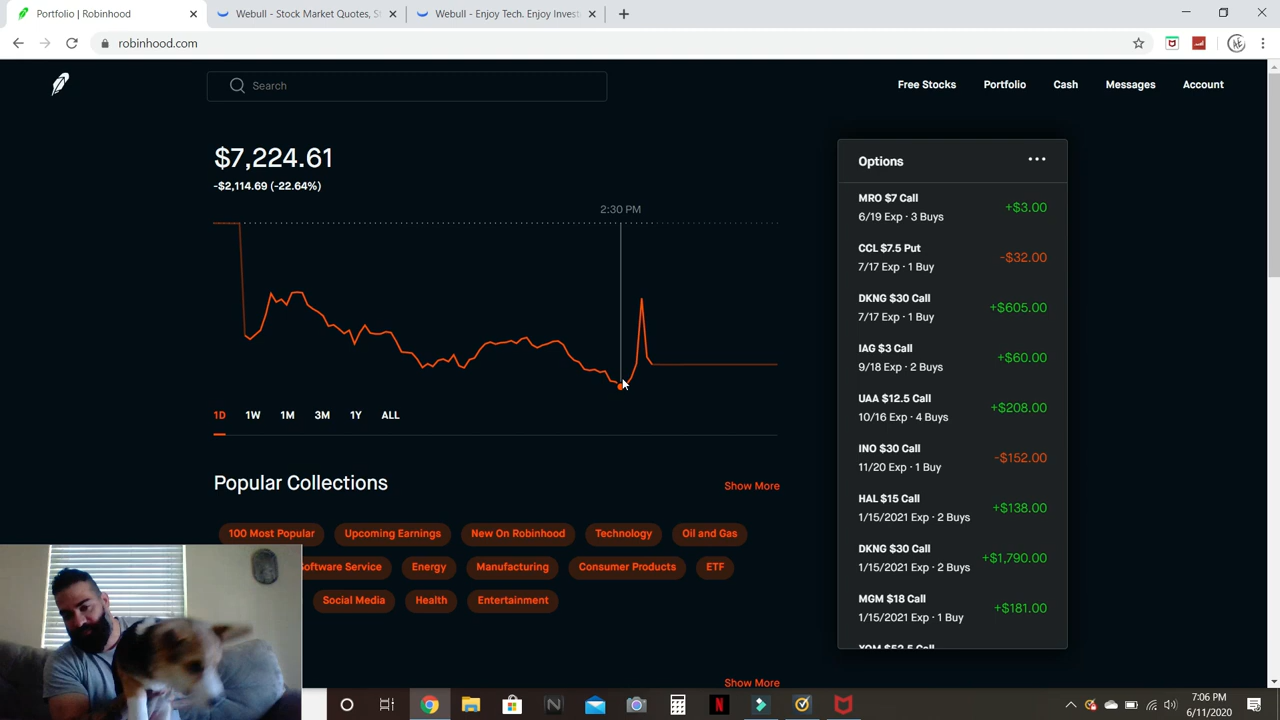 Portfolio | Robinhood
Webull - Stock Market Quotes, S
Webull - Enjoy Tech. Enjoy Invest
robinhood.com
Search
Free Stocks
Portfolio
Cash
Messages
Account
$7,224.61
-$2,114.69 (-22.64%)
2:30 PM
1D
1W
1M
3M
1Y
ALL
Popular Collections
Show More
100 Most Popular
Upcoming Earnings
New On Robinhood
Technology
Oil and Gas
Software Service
Energy
Manufacturing
Consumer Products
ETF
Social Media
Health
Entertainment
Show More
Options
MRO $7 Call
6/19 Exp · 3 Buys
+$3.00
CCL $7.5 Put
7/17 Exp · 1 Buy
-$32.00
DKNG $30 Call
7/17 Exp · 1 Buy
+$605.00
IAG $3 Call
9/18 Exp · 2 Buys
+$60.00
UAA $12.5 Call
10/16 Exp · 4 Buys
+$208.00
INO $30 Call
11/20 Exp · 1 Buy
-$152.00
HAL $15 Call
1/15/2021 Exp · 2 Buys
+$138.00
DKNG $30 Call
1/15/2021 Exp · 2 Buys
+$1,790.00
MGM $18 Call
1/15/2021 Exp · 1 Buy
+$181.00
7:06 PM
6/11/2020